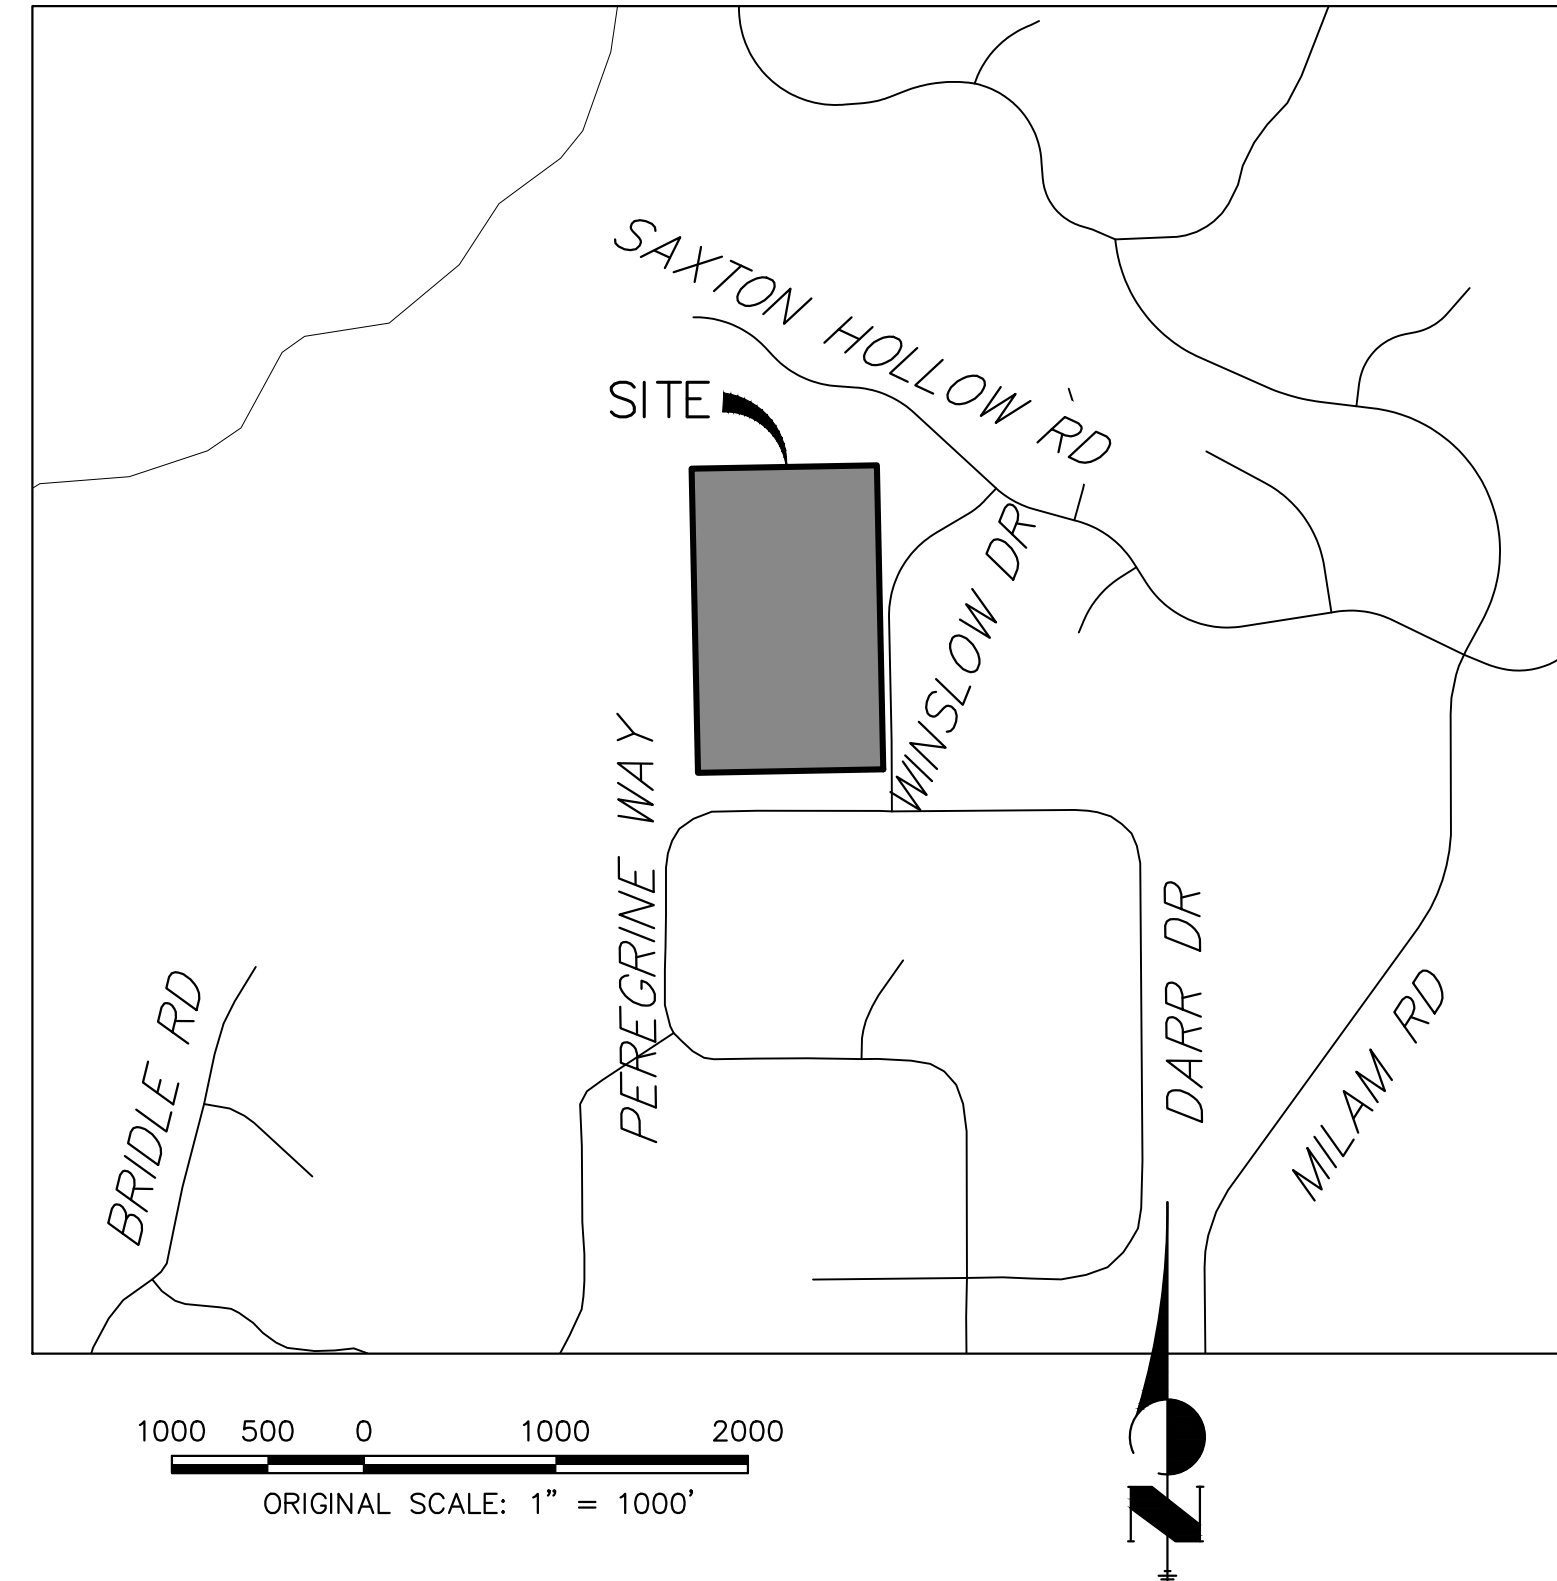 SAXTON HOLLOW RD
SITE
WINSLOW DR
PEREGRINE WAY
DARR DR
BRIDLE RD
MILAM RD
1000 500 0 1000 2000
ORIGINAL SCALE: 1" = 1000'
N